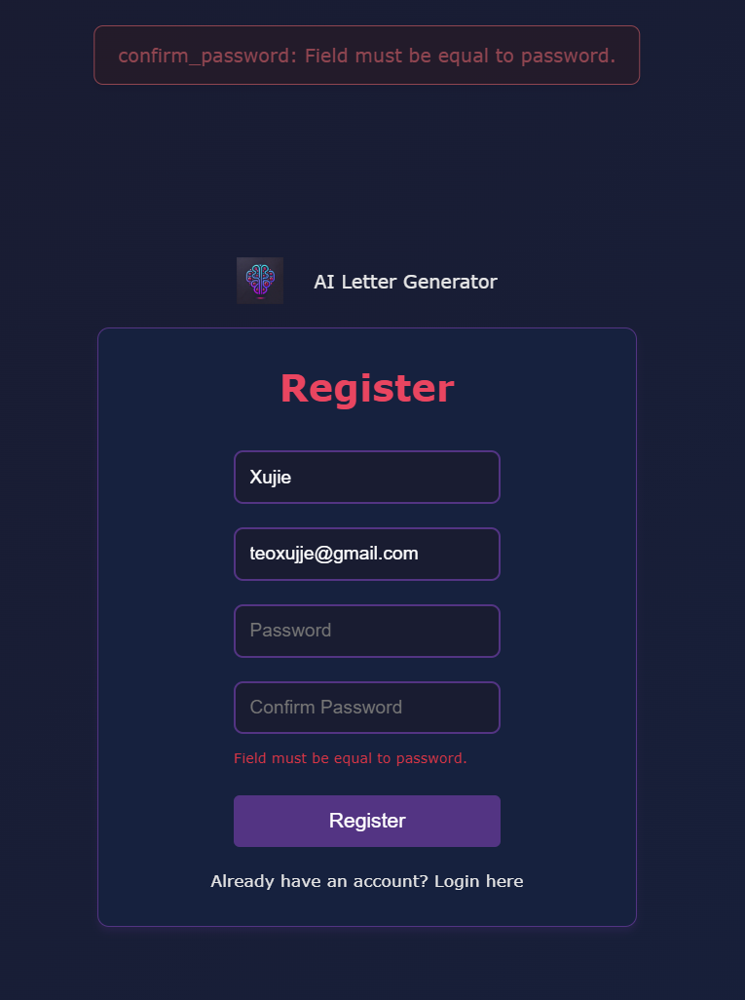 confirm_password: Field must be equal to password.
AI Letter Generator
Register
Xujie
teoxujje@gmail.com
Password
Confirm Password
Field must be equal to password.
Register
Already have an account? Login here